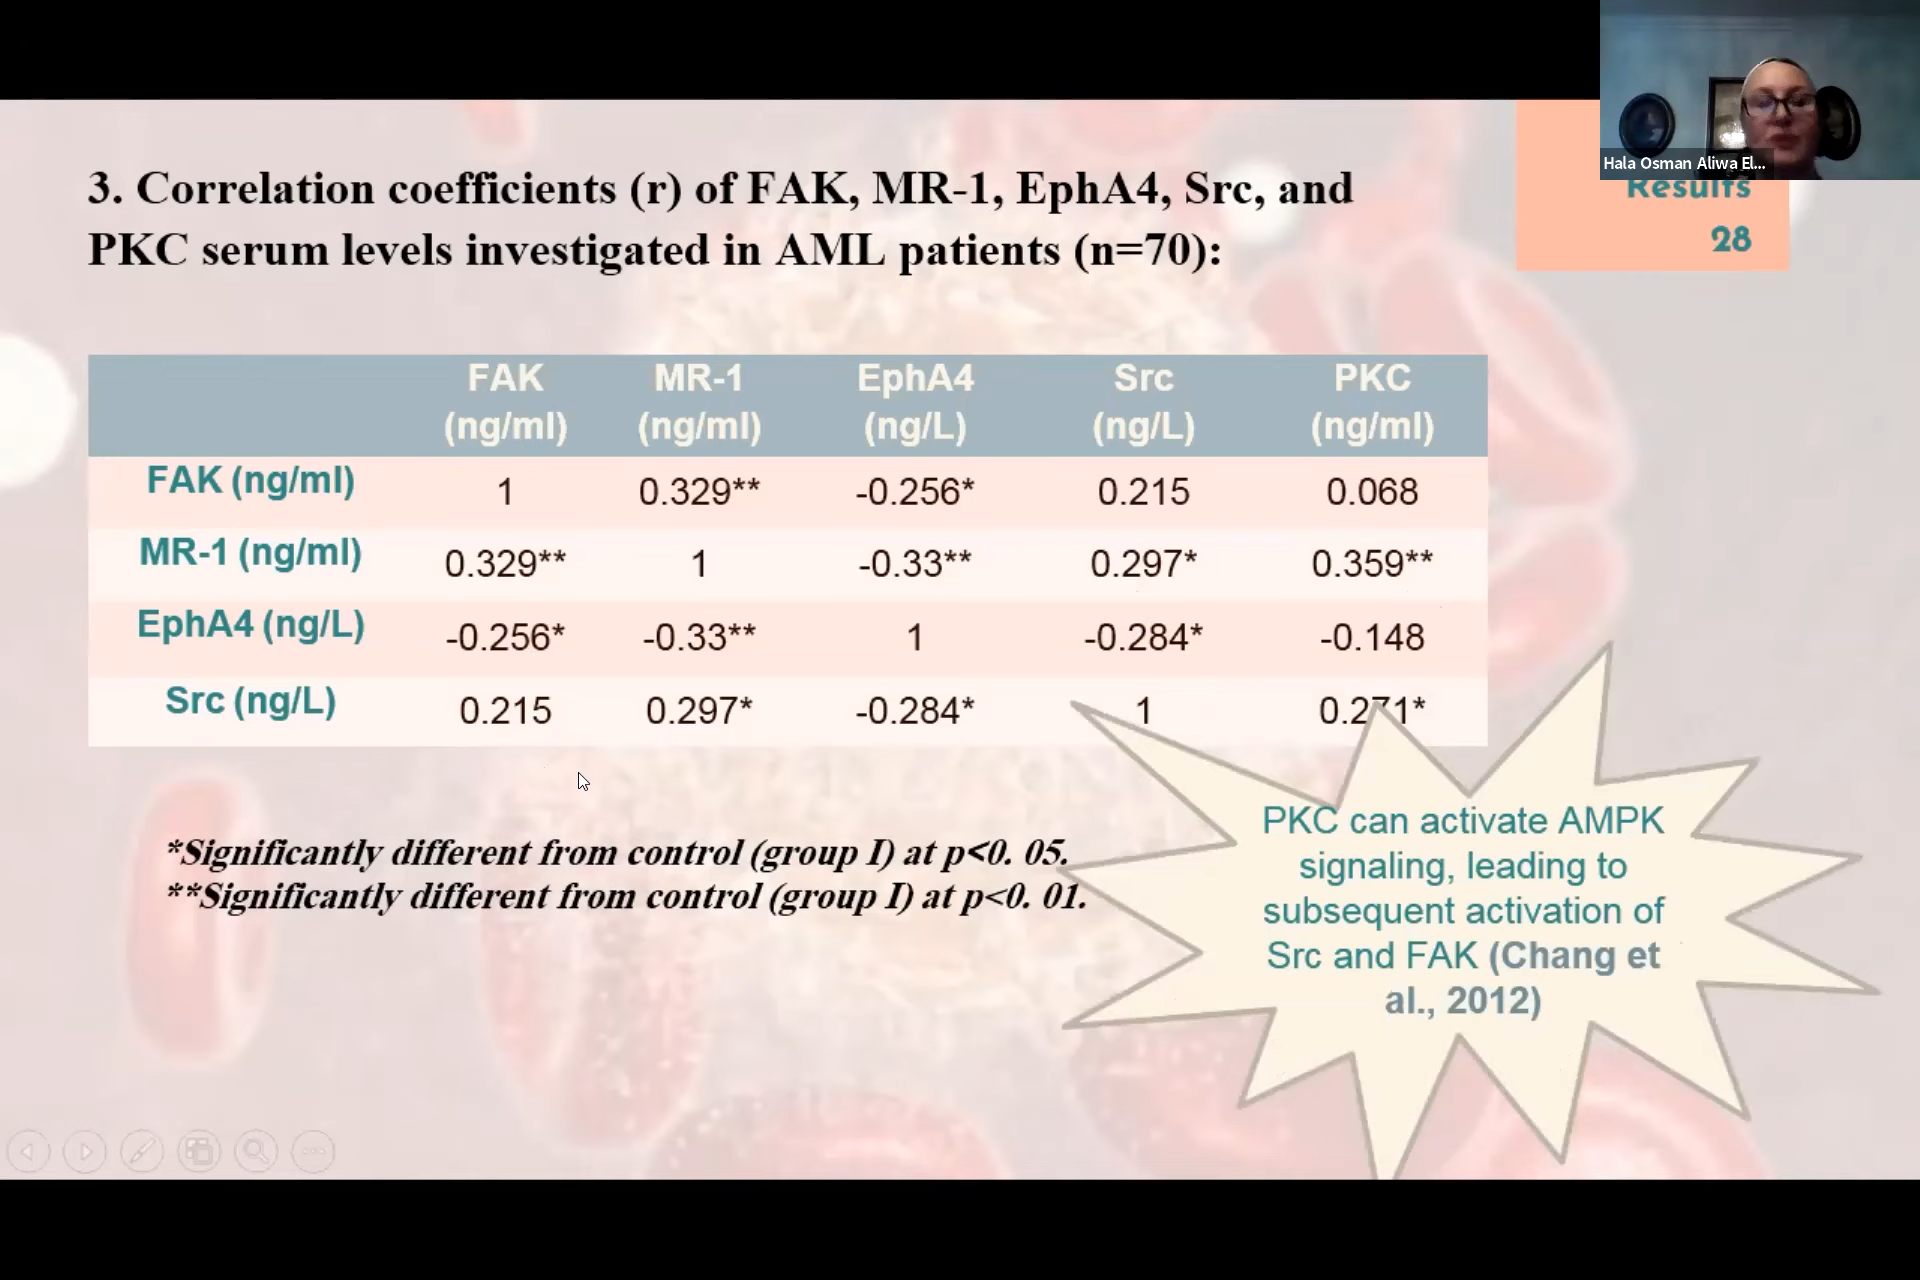 Hala Osman Aliwa El...
Results
28
3. Correlation coefficients (r) of FAK, MR-1, EphA4, Src, and
PKC serum levels investigated in AML patients (n=70):
FAK (ng/ml) MR-1 (ng/ml) EphA4 (ng/L) Src (ng/L) PKC (ng/ml)
FAK (ng/ml) 1 0.329** -0.256* 0.215 0.068
MR-1 (ng/ml) 0.329** 1 -0.33** 0.297* 0.359**
EphA4 (ng/L) -0.256* -0.33** 1 -0.284* -0.148
Src (ng/L) 0.215 0.297* -0.284* 1 0.271*
*Significantly different from control (group I) at p<0. 05.
**Significantly different from control (group I) at p<0. 01.
PKC can activate AMPK
signaling, leading to
subsequent activation of
Src and FAK (Chang et
al., 2012)